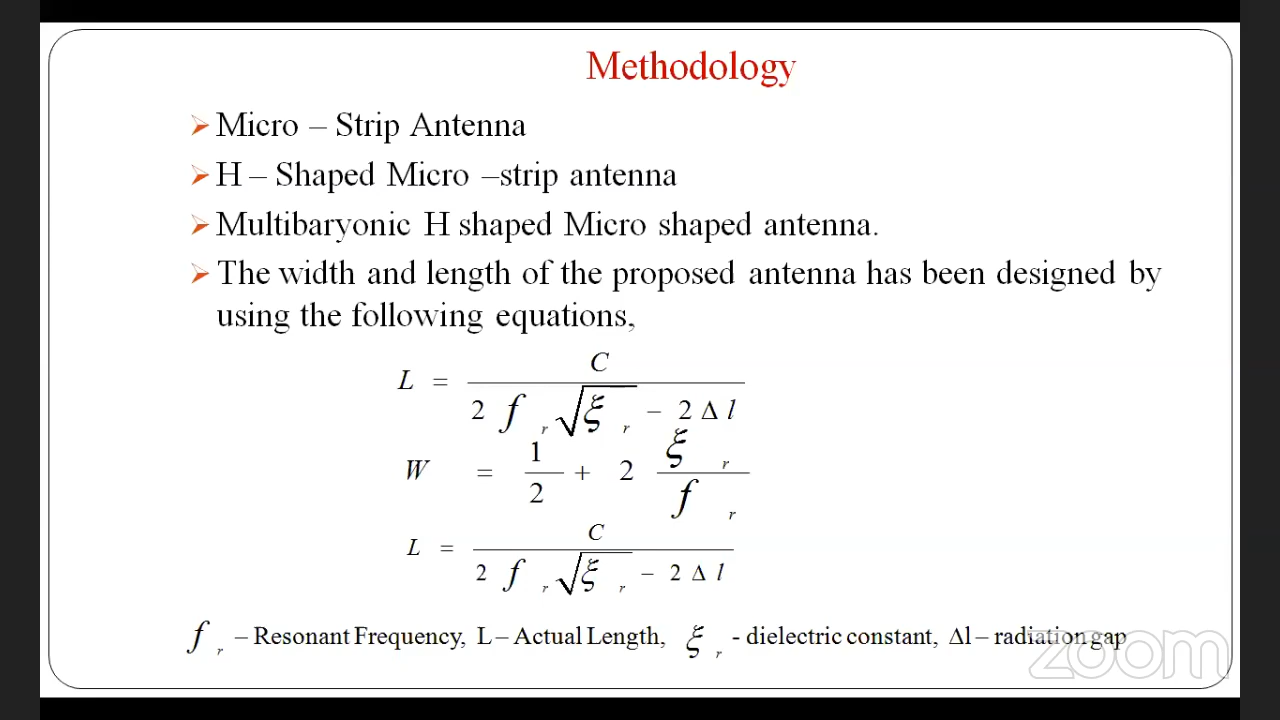 Methodology
Micro – Strip Antenna
H – Shaped Micro –strip antenna
Multibaryonic H shaped Micro shaped antenna.
The width and length of the proposed antenna has been designed by
using the following equations,
L = C / (2 f r √ξ r – 2 Δ l)
W = 1/2 + 2 ξ r / f r
L = C / (2 f r √ξ r – 2 Δ l)
f r – Resonant Frequency, L – Actual Length, ξ r - dielectric constant, Δl – radiation gap
zoom